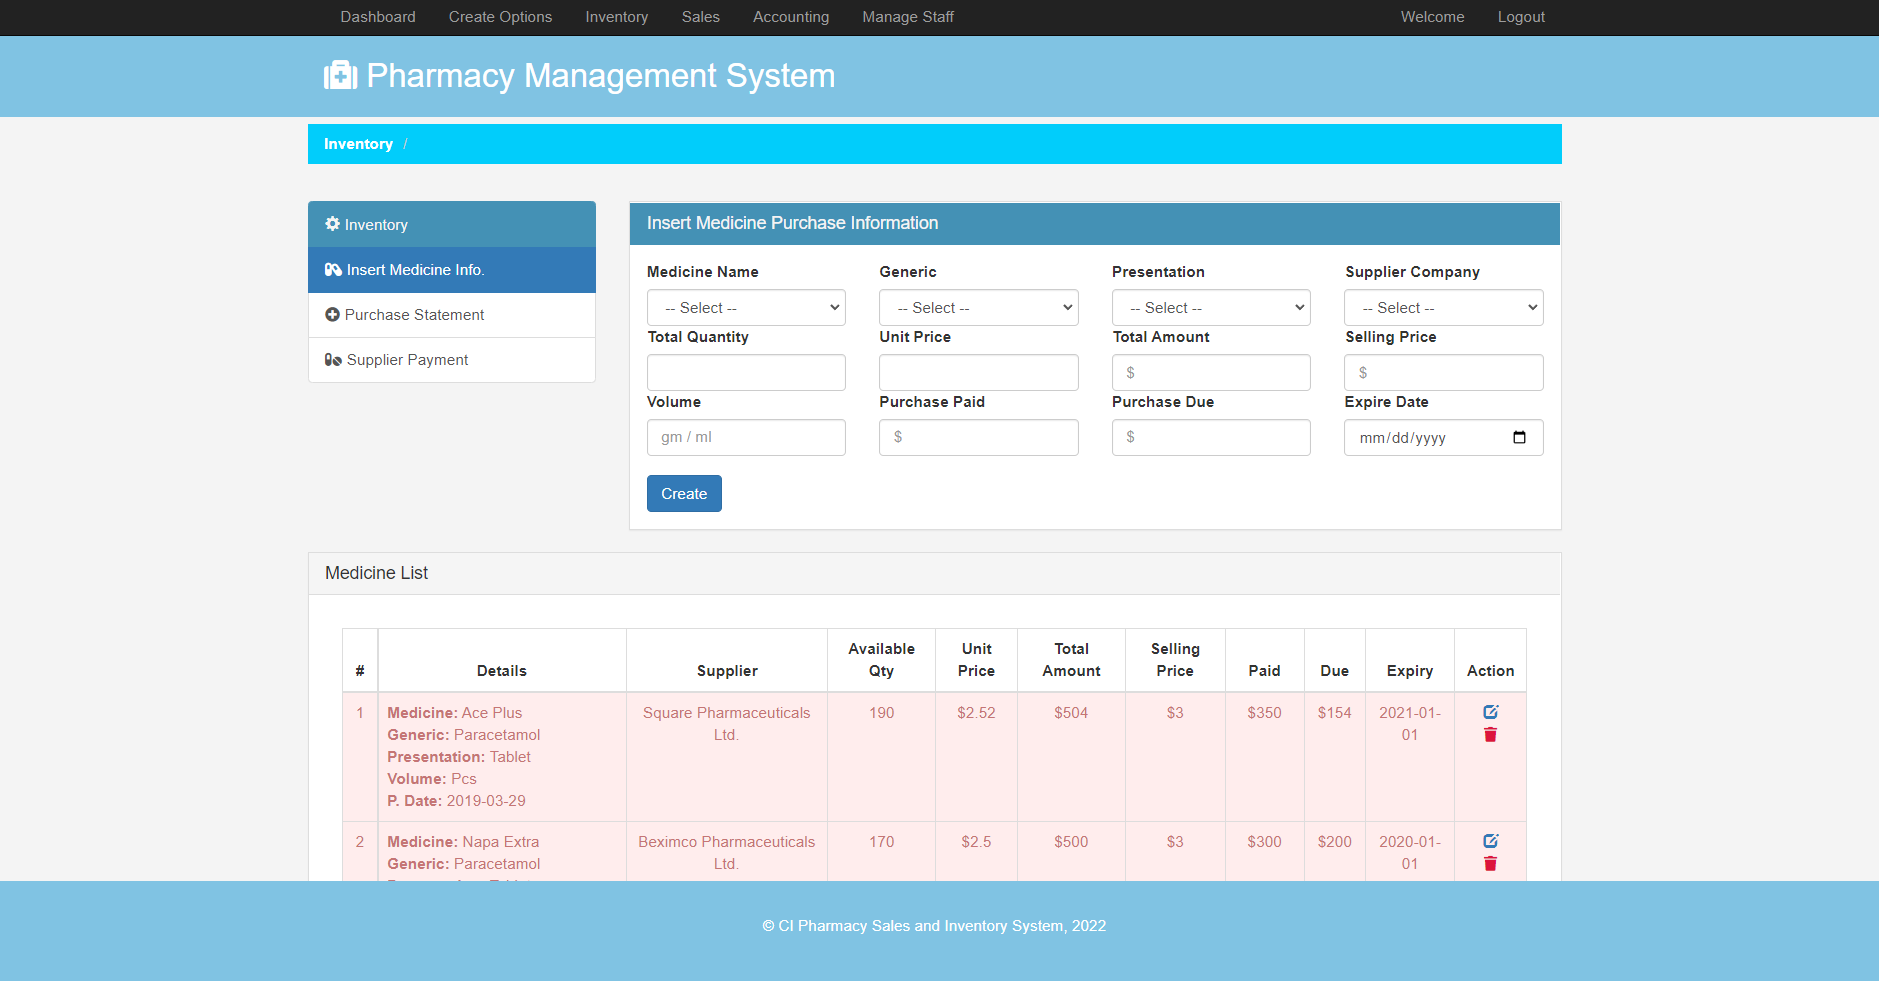 Dashboard Create Options Inventory Sales Accounting Manage Staff Welcome Logout
Pharmacy Management System
Inventory /
Inventory
Insert Medicine Info.
Purchase Statement
Supplier Payment
Insert Medicine Purchase Information
Medicine Name Generic Presentation Supplier Company
-- Select -- -- Select -- -- Select -- -- Select --
Total Quantity Unit Price Total Amount Selling Price
$ $
Volume Purchase Paid Purchase Due Expire Date
gm / ml $ $ mm/dd/yyyy
Create
Medicine List
Available Unit Total Selling
# Details Supplier Qty Price Amount Price Paid Due Expiry Action
1 Medicine: Ace Plus Square Pharmaceuticals 190 $2.52 $504 $3 $350 $154 2021-01-
Generic: Paracetamol Ltd. 01
Presentation: Tablet
Volume: Pcs
P. Date: 2019-03-29
2 Medicine: Napa Extra Beximco Pharmaceuticals 170 $2.5 $500 $3 $300 $200 2020-01-
Generic: Paracetamol Ltd. 01
© CI Pharmacy Sales and Inventory System, 2022